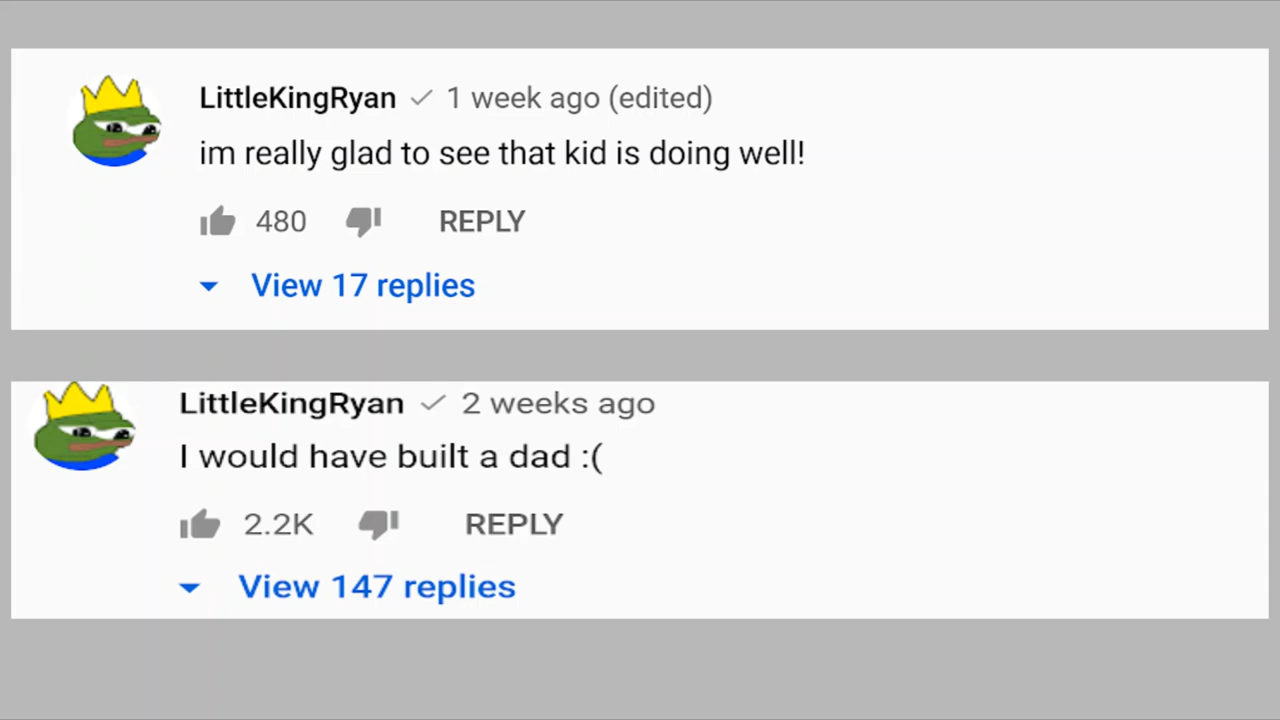 LittleKingRyan 1 week ago (edited)
im really glad to see that kid is doing well!
480 REPLY
View 17 replies
LittleKingRyan 2 weeks ago
I would have built a dad :(
2.2K REPLY
View 147 replies